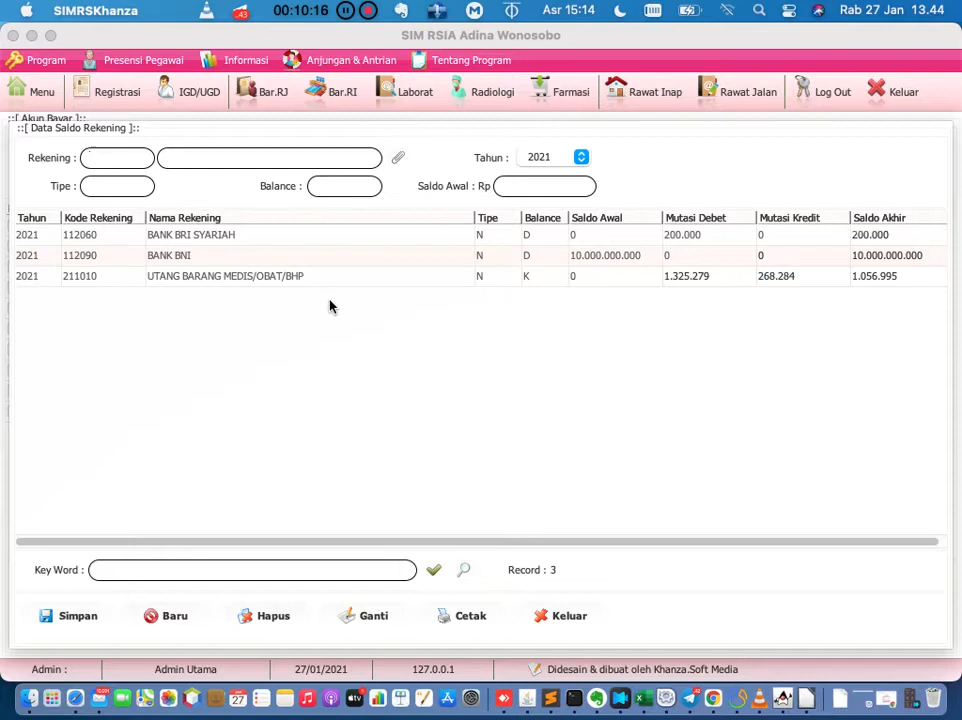 SIMRSKhanza 43 00:10:16 Asr 15:14 Rab 27 Jan 13.44
SIM RSIA Adina Wonosobo
Program Presensi Pegawai Informasi Anjungan & Antrian Tentang Program
Menu Registrasi IGD/UGD Bar.RJ Bar.RI Laborat Radiologi Farmasi Rawat Inap Rawat Jalan Log Out Keluar
::[ Akun Bayar ]::
::[ Data Saldo Rekening ]::
Rekening : Tahun : 2021
Tipe : Balance : Saldo Awal : Rp
Tahun Kode Rekening Nama Rekening Tipe Balance Saldo Awal Mutasi Debet Mutasi Kredit Saldo Akhir
2021 112060 BANK BRI SYARIAH N D 0 200.000 0 200.000
2021 112090 BANK BNI N D 10.000.000.000 0 0 10.000.000.000
2021 211010 UTANG BARANG MEDIS/OBAT/BHP N K 0 1.325.279 268.284 1.056.995
Key Word : Record : 3
Simpan Baru Hapus Ganti Cetak Keluar
Admin : Admin Utama 27/01/2021 127.0.0.1 Didesain & dibuat oleh Khanza.Soft Media